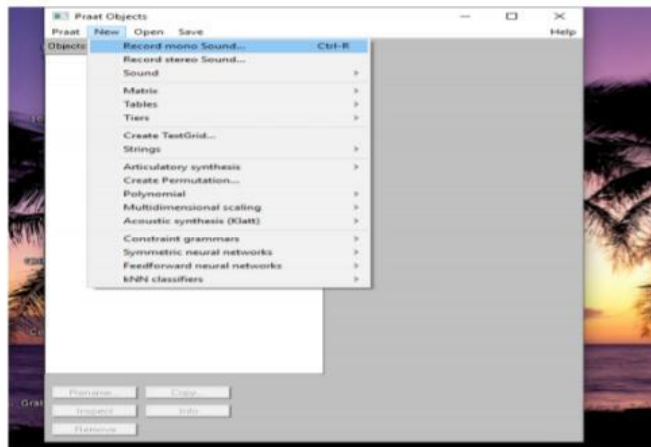 Praat Objects
Praat New Open Save Help
Objects
Record mono Sound... Ctrl-R
Record stereo Sound...
Sound
Matrix
Tables
Tiers
Create TextGrid...
Strings
Articulatory synthesis
Create Permutation...
Polynomial
Multidimensional scaling
Acoustic synthesis (Klatt)
Constraint grammars
Symmetric neural networks
Feedforward neural networks
kNN classifiers
Rename... Copy...
Inspect Info
Remove